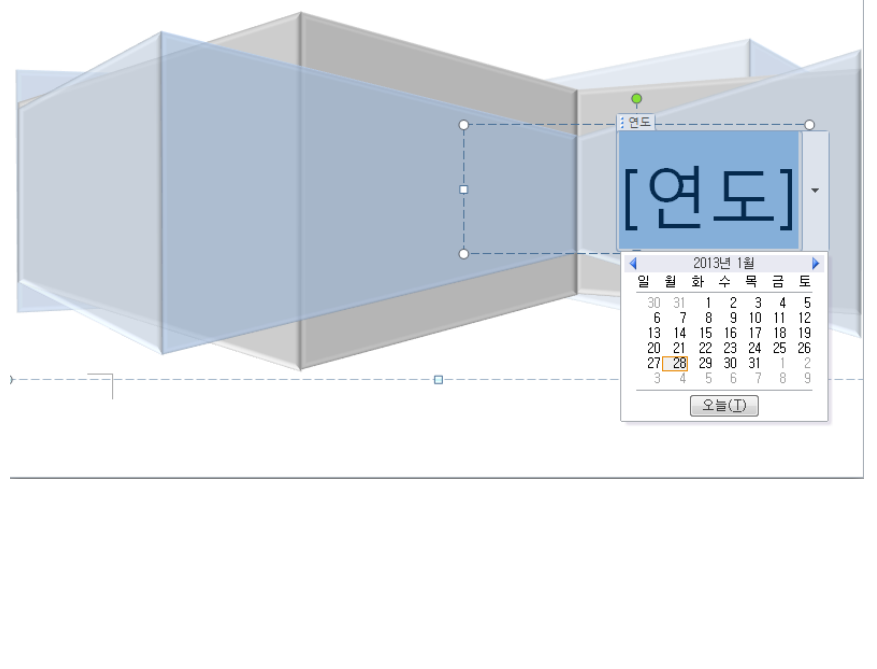 연도
[연도]
2013년 1월
일 월 화 수 목 금 토
30 31 1 2 3 4 5
6 7 8 9 10 11 12
13 14 15 16 17 18 19
20 21 22 23 24 25 26
27 28 29 30 31 1 2
3 4 5 6 7 8 9
오늘(T)